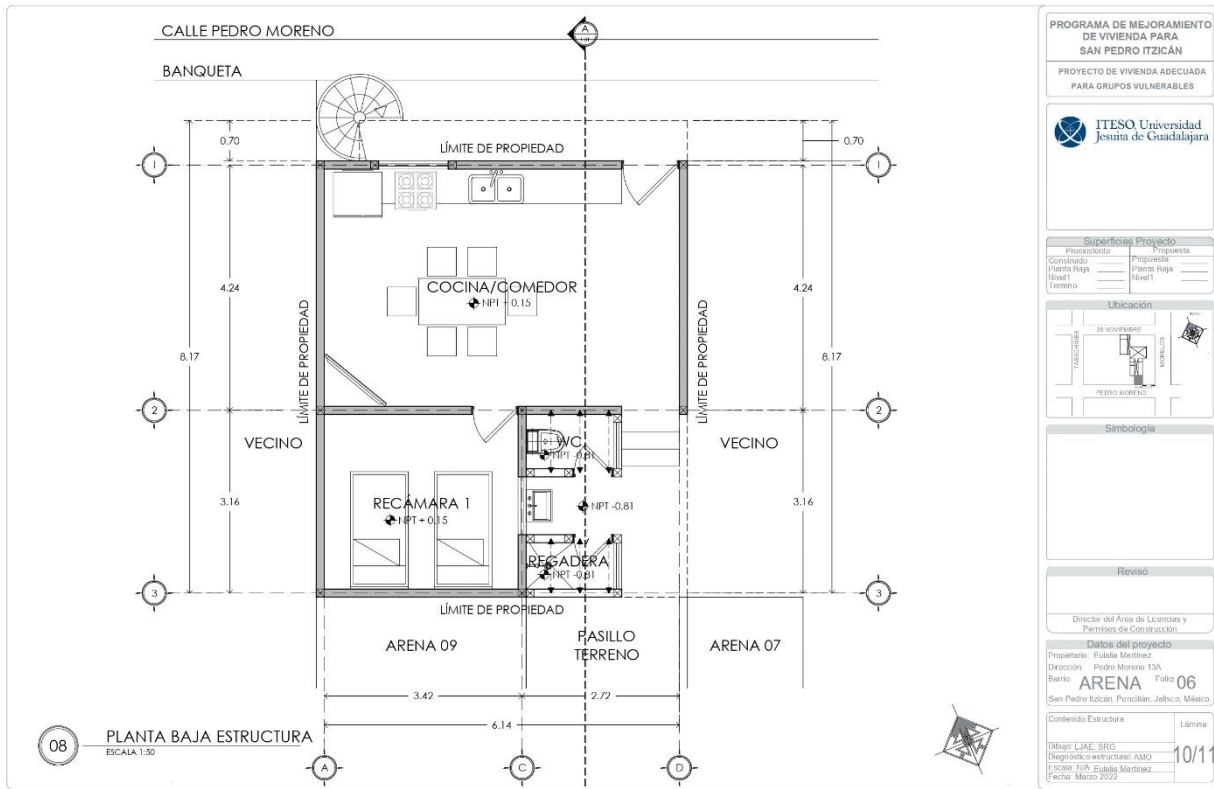 CALLE PEDRO MORENO
BANQUETA
A
0.70
LÍMITE DE PROPIEDAD
0.70
1
1
COCINA/COMEDOR
NPT + 0.15
4.24
4.24
8.17
8.17
LÍMITE DE PROPIEDAD
LÍMITE DE PROPIEDAD
2
2
VECINO
WC
NPT -0.81
VECINO
3.16
RECÁMARA 1
NPT + 0.15
NPT -0.81
3.16
REGADERA
NPT -0.81
3
3
LÍMITE DE PROPIEDAD
ARENA 09
PASILLO
TERRENO
ARENA 07
3.42
2.72
6.14
08
PLANTA BAJA ESTRUCTURA
ESCALA 1:50
A
C
D
PROGRAMA DE MEJORAMIENTO
DE VIVIENDA PARA
SAN PEDRO ITZICÁN
PROYECTO DE VIVIENDA ADECUADA
PARA GRUPOS VULNERABLES
ITESO, Universidad
Jesuita de Guadalajara
Superficies Proyecto
Preexistente Propuesta
Construido Propuesta
Planta Baja Planta Baja
Nivel1 Nivel1
Terreno
Ubicación
20 NOVIEMBRE
TABACHINES
MORELOS
PEDRO MORENO
Simbología
Revisó
Director del Área de Licencias y
Permisos de Construcción
Datos del proyecto
Propietario: Eulalia Martínez
Dirección: Pedro Moreno 13A
Barrio: ARENA Folio: 06
San Pedro Itzicán, Poncitlán, Jalisco, México
Contenido: Estructura
Lámina
Dibujo: LJAE, SRG
Diagnóstico estructural: AMO
10/11
Escala: N/A Eulalia Martínez
Fecha: Marzo 2022